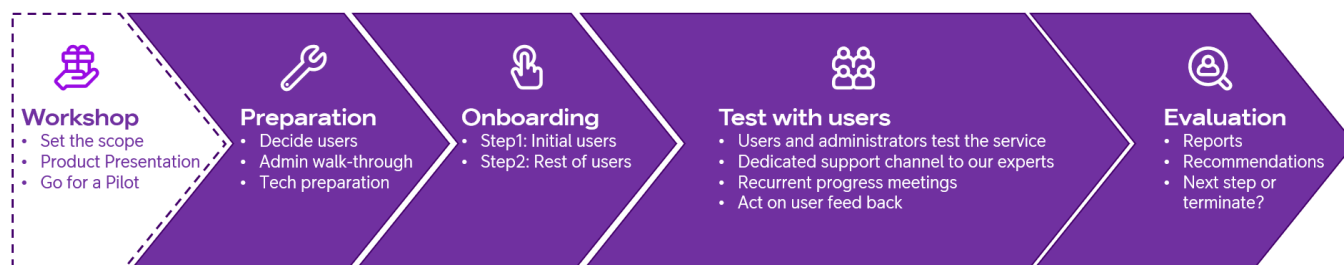 Workshop
• Set the scope
• Product Presentation
• Go for a Pilot
Preparation
• Decide users
• Admin walk-through
• Tech preparation
Onboarding
• Step1: Initial users
• Step2: Rest of users
Test with users
• Users and administrators test the service
• Dedicated support channel to our experts
• Recurrent progress meetings
• Act on user feed back
Evaluation
• Reports
• Recommendations
• Next step or
terminate?